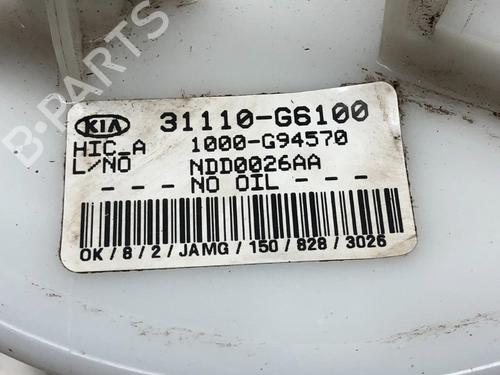 B-PARTS
KIA 31110-G6100
HIC_A 1000-G94570
L/NO NDD0026AA
- - - NO OIL - - -
OK / 8 / 2 / JAMG / 150 / 828 / 3026